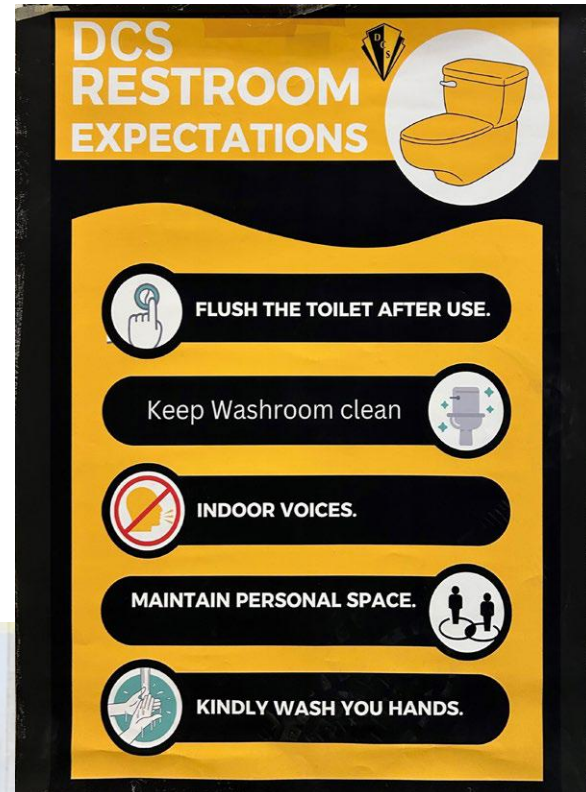 DCS
RESTROOM
EXPECTATIONS
DCS
FLUSH THE TOILET AFTER USE.
Keep Washroom clean
INDOOR VOICES.
MAINTAIN PERSONAL SPACE.
KINDLY WASH YOU HANDS.